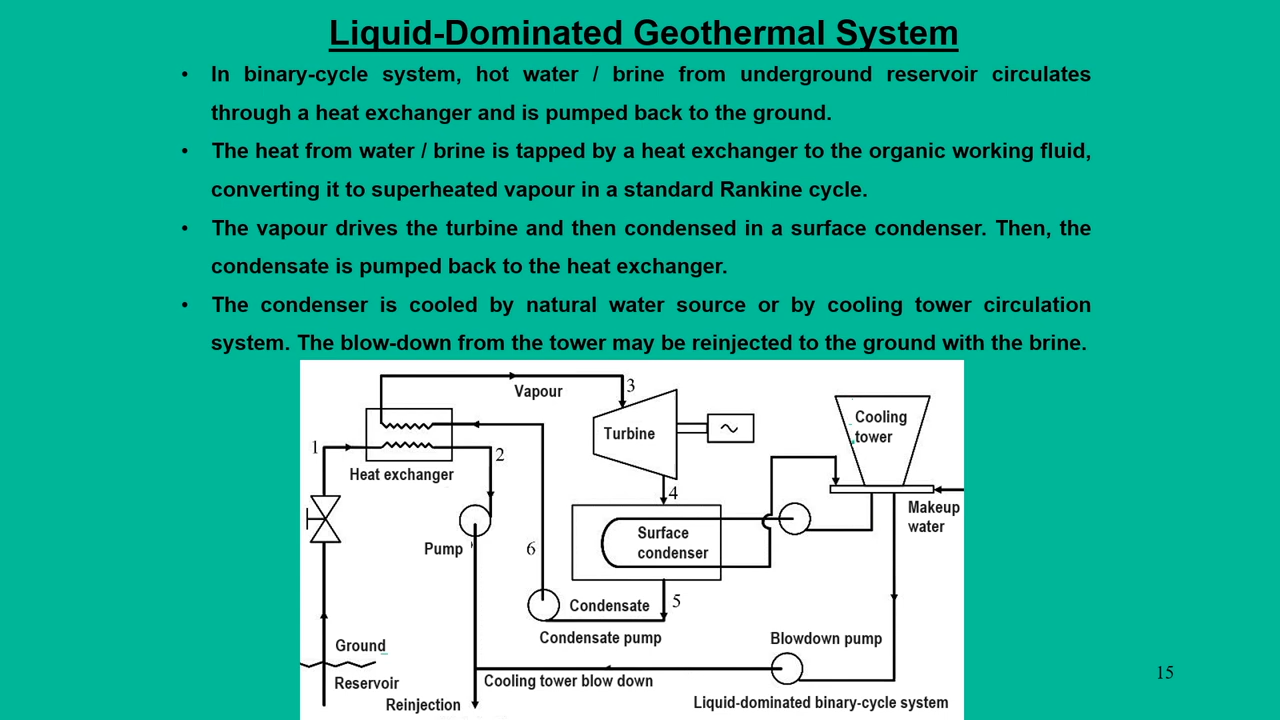 Liquid-Dominated Geothermal System
• In binary-cycle system, hot water / brine from underground reservoir circulates
through a heat exchanger and is pumped back to the ground.
• The heat from water / brine is tapped by a heat exchanger to the organic working fluid,
converting it to superheated vapour in a standard Rankine cycle.
• The vapour drives the turbine and then condensed in a surface condenser. Then, the
condensate is pumped back to the heat exchanger.
• The condenser is cooled by natural water source or by cooling tower circulation
system. The blow-down from the tower may be reinjected to the ground with the brine.
Vapour
3
Turbine
Cooling
tower
1
2
Heat exchanger
4
Makeup
water
Pump
6
Surface
condenser
Condensate
5
Condensate pump
Blowdown pump
Ground
Reservoir
Cooling tower blow down
Reinjection
Liquid-dominated binary-cycle system
15